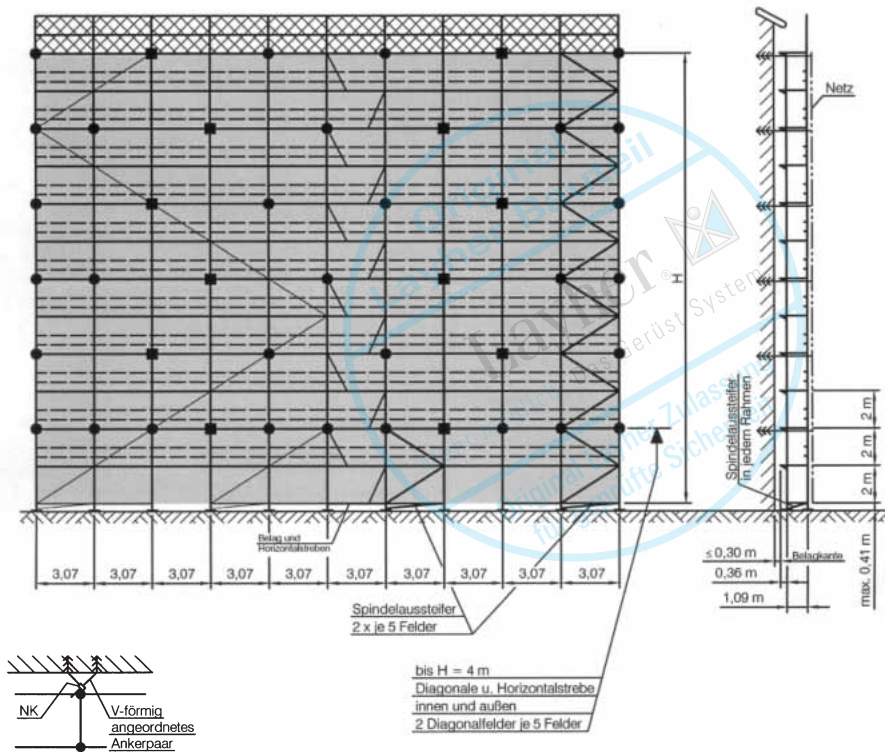 Netz
H
Original
Layher Bauteil
Layher®
Das Gerüst System
Original Layher Zulassung
für geprüfte Sicherheit
Spindelaussteifer
in jedem Rahmen
2 m
2 m
2 m
max. 0,41 m
Belag und
Horizontalstreben
3,07 3,07 3,07 3,07 3,07 3,07 3,07 3,07 3,07 3,07
≤ 0,30 m Belagkante
0,36 m
1,09 m
Spindelaussteifer
2 x je 5 Felder
bis H = 4 m
Diagonale u. Horizontalstrebe
innen und außen
2 Diagonalfelder je 5 Felder
NK
V-förmig
angeordnetes
Ankerpaar